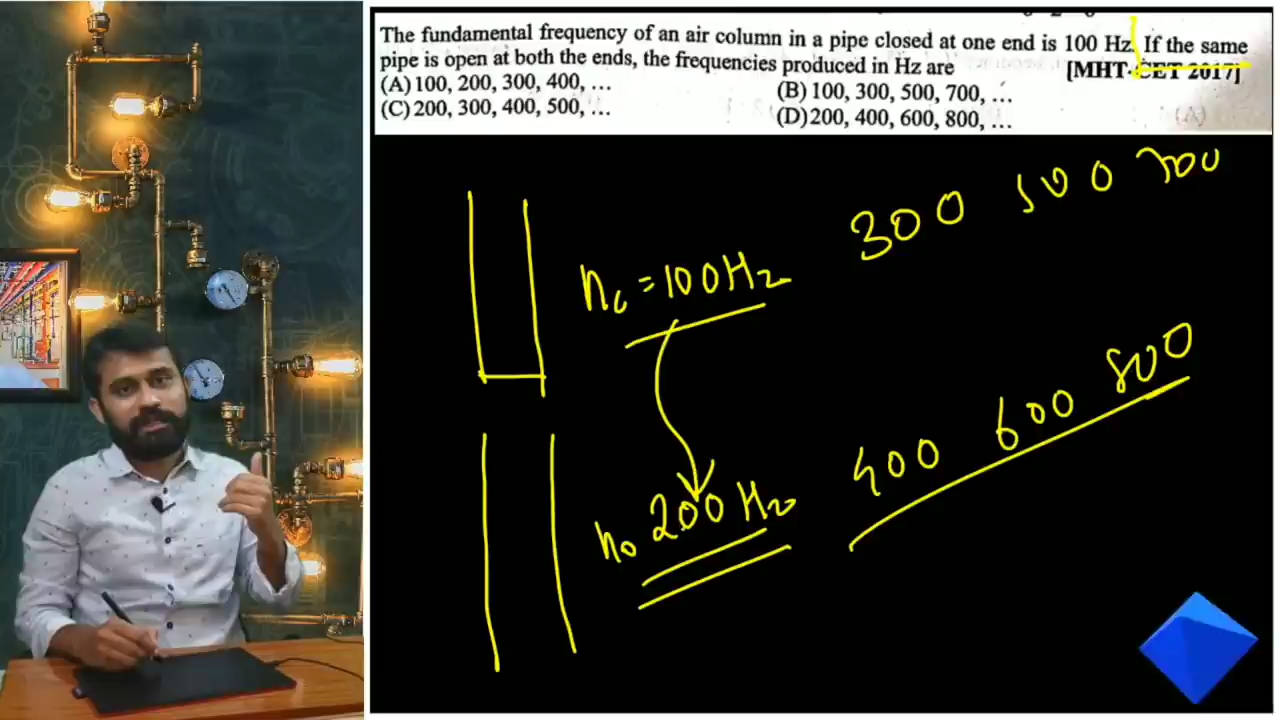 The fundamental frequency of an air column in a pipe closed at one end is 100 Hz. If the same
pipe is open at both the ends, the frequencies produced in Hz are [MHT-CET 2017]
(A) 100, 200, 300, 400, ...
(B) 100, 300, 500, 700, ...
(C) 200, 300, 400, 500, ...
(D) 200, 400, 600, 800, ...
nc = 100Hz 300 500 700
no 200 Hz 400 600 800